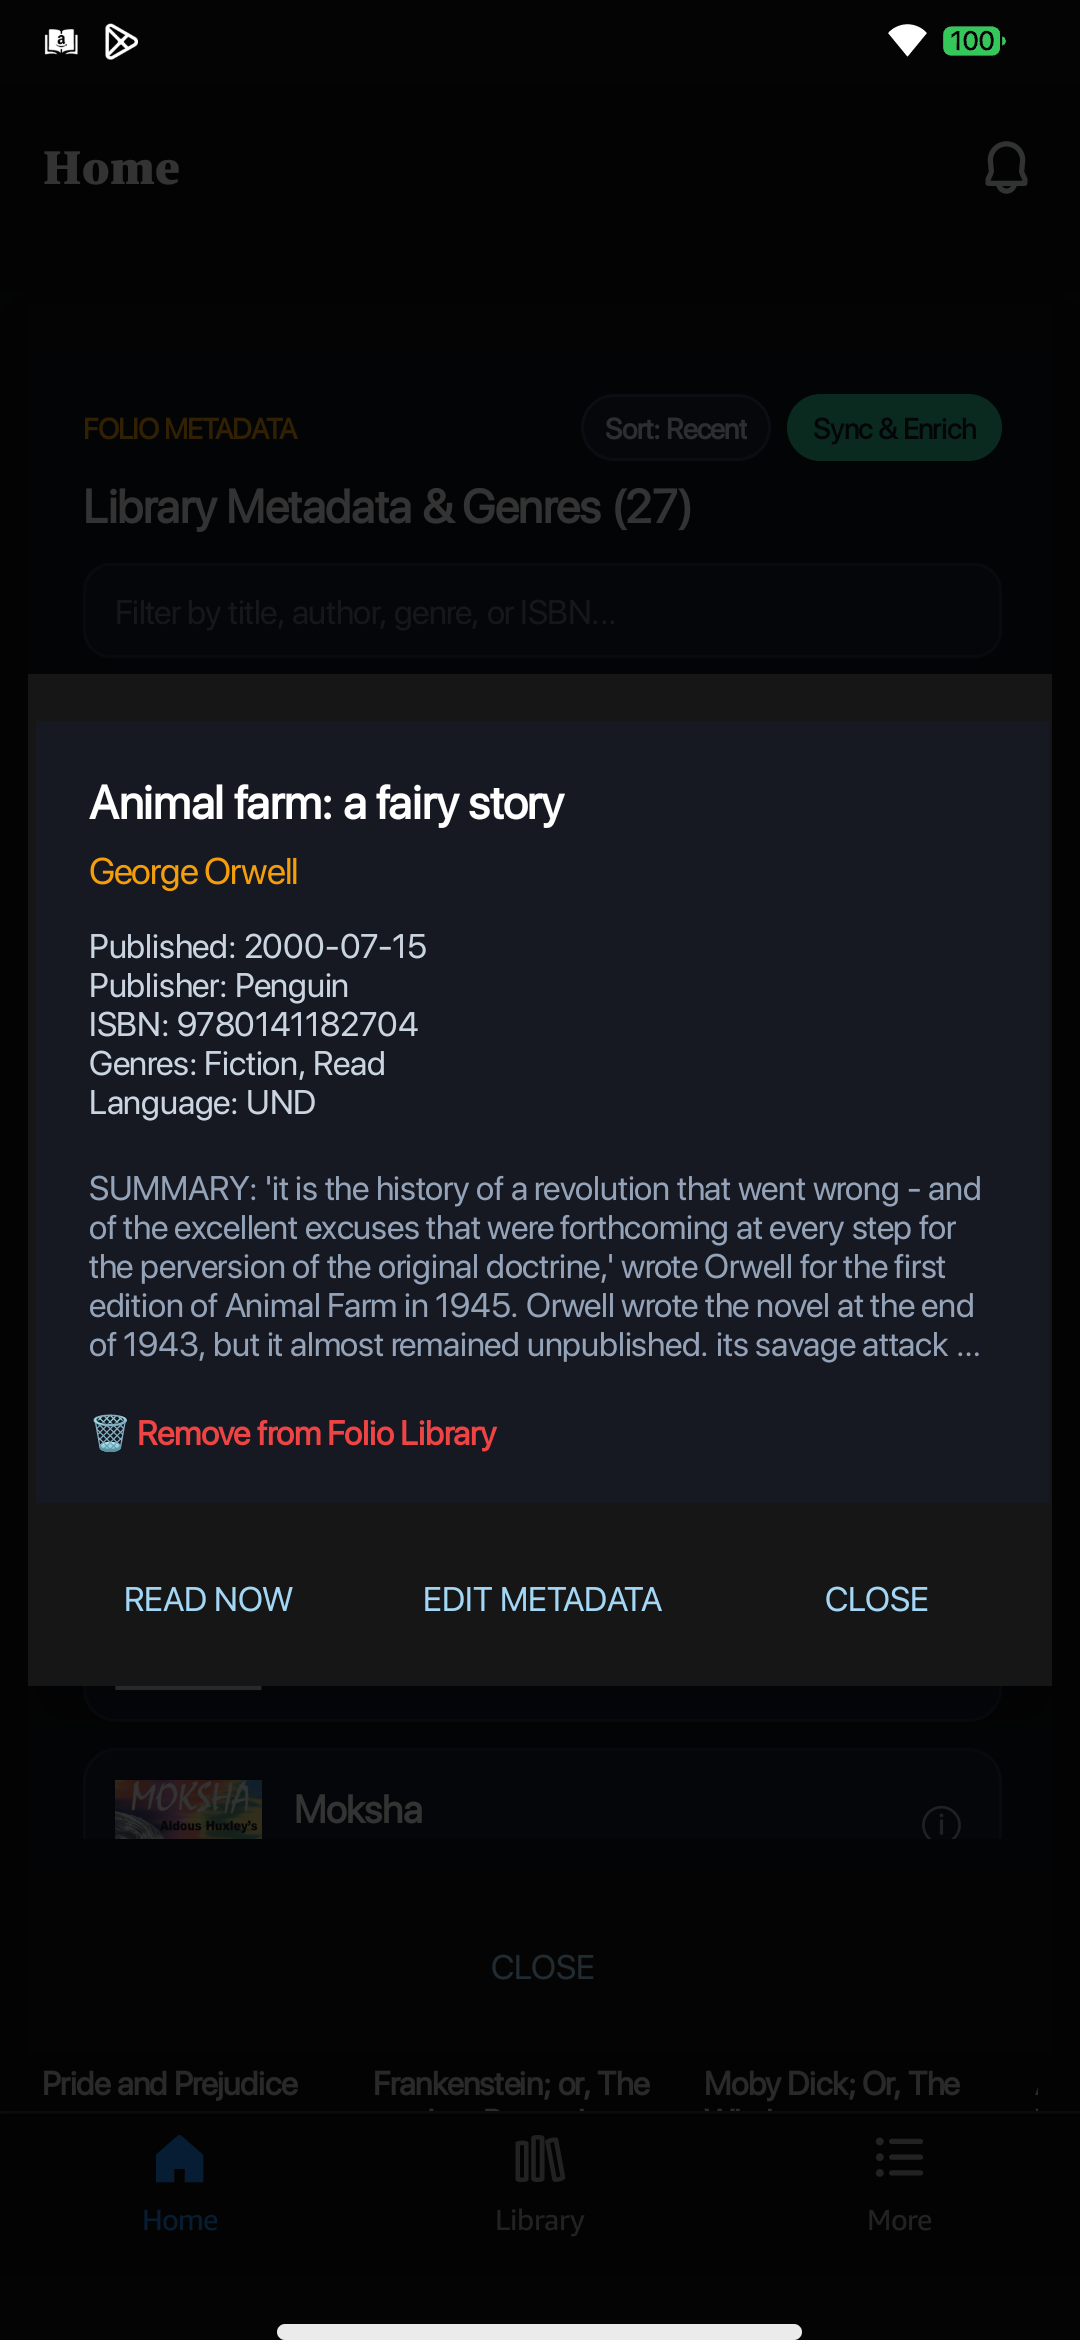 100
Home
FOLIO METADATA
Sort: Recent
Sync & Enrich
Library Metadata & Genres (27)
Filter by title, author, genre, or ISBN...
Animal farm: a fairy story
George Orwell
Published: 2000-07-15
Publisher: Penguin
ISBN: 9780141182704
Genres: Fiction, Read
Language: UND
SUMMARY: 'it is the history of a revolution that went wrong - and
of the excellent excuses that were forthcoming at every step for
the perversion of the original doctrine,' wrote Orwell for the first
edition of Animal Farm in 1945. Orwell wrote the novel at the end
of 1943, but it almost remained unpublished. its savage attack ...
Remove from Folio Library
READ NOW
EDIT METADATA
CLOSE
MOKSHA
Aldous Huxley's
Moksha
CLOSE
Pride and Prejudice
Frankenstein; or, The
Moby Dick; Or, The
Home
Library
More